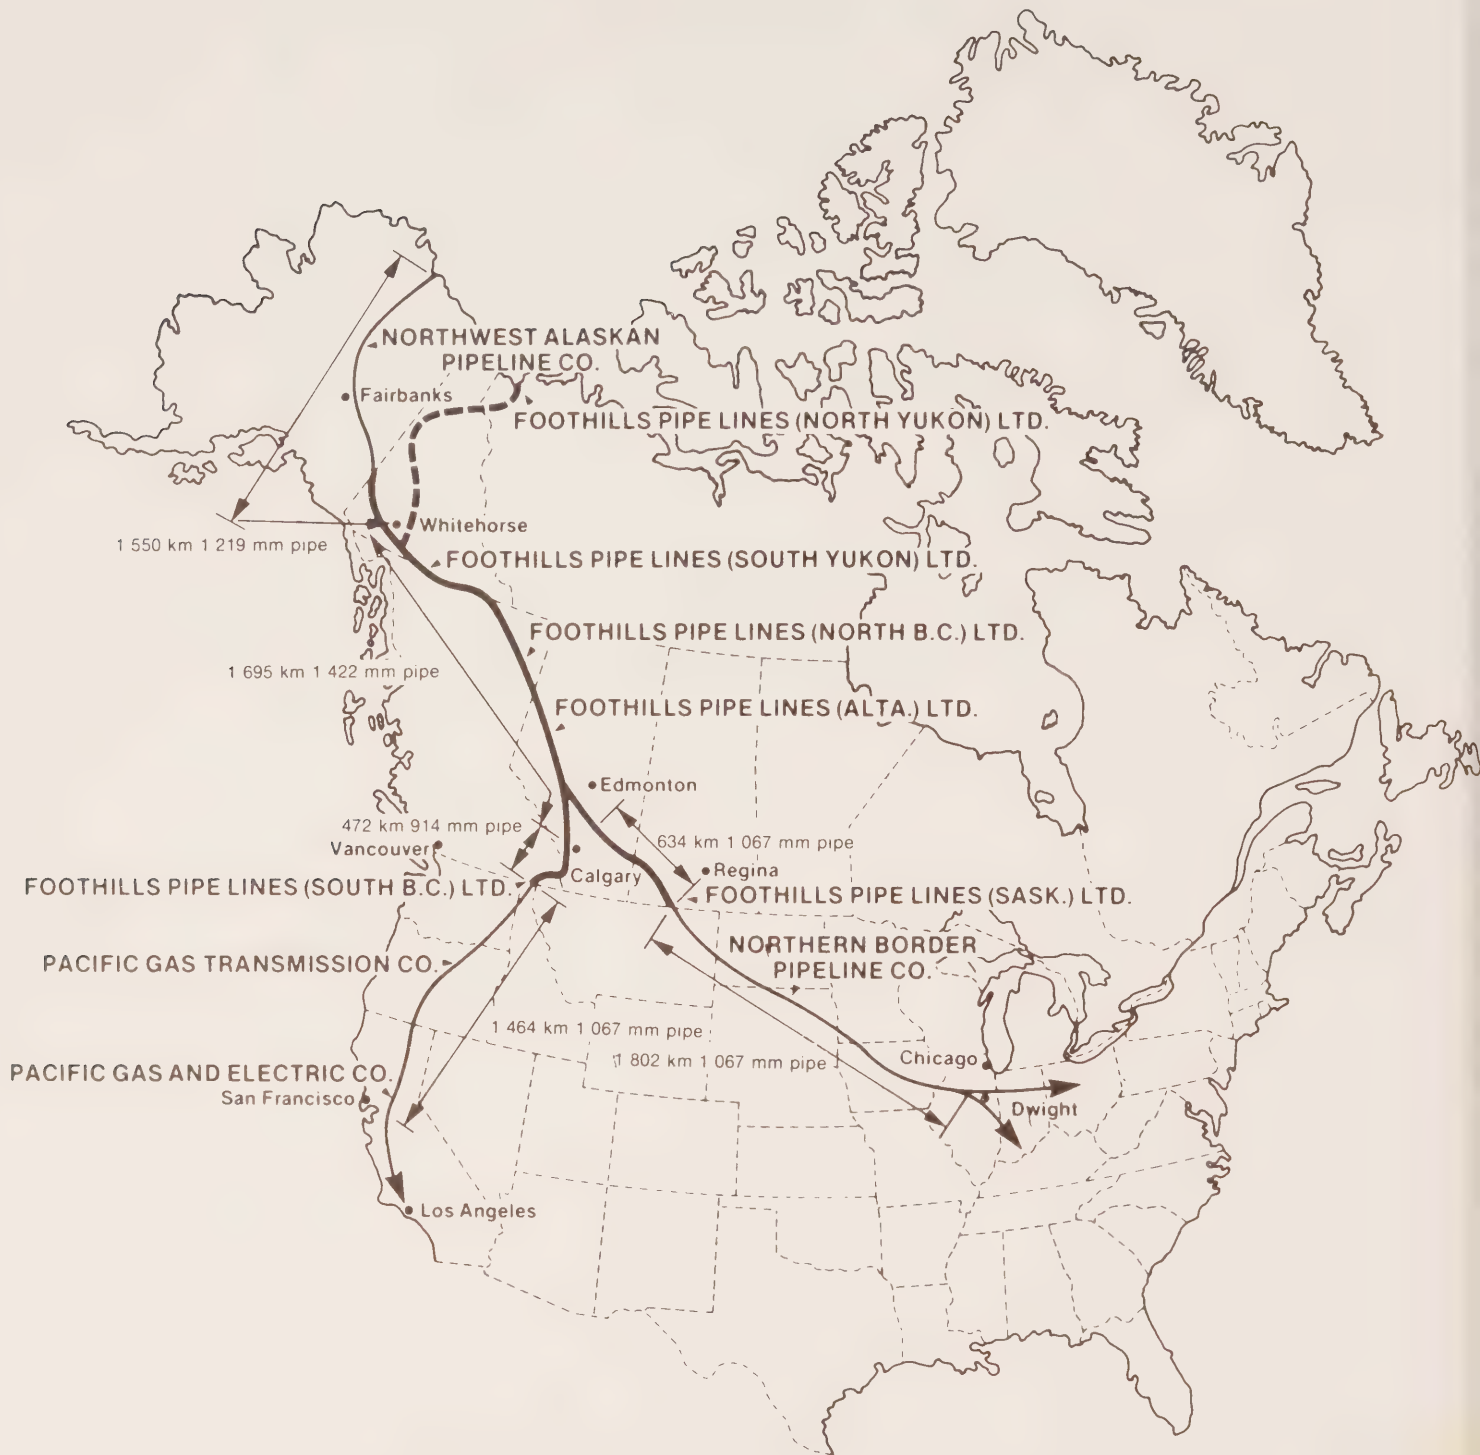 NORTHWEST ALASKAN
PIPELINE CO.
Fairbanks
FOOTHILLS PIPE LINES (NORTH YUKON) LTD.
Whitehorse
1 550 km 1 219 mm pipe
FOOTHILLS PIPE LINES (SOUTH YUKON) LTD.
FOOTHILLS PIPE LINES (NORTH B.C.) LTD.
1 695 km 1 422 mm pipe
FOOTHILLS PIPE LINES (ALTA.) LTD.
Edmonton
472 km 914 mm pipe
634 km 1 067 mm pipe
Vancouver
Calgary
Regina
FOOTHILLS PIPE LINES (SOUTH B.C.) LTD.
FOOTHILLS PIPE LINES (SASK.) LTD.
NORTHERN BORDER
PIPELINE CO.
PACIFIC GAS TRANSMISSION CO.
1 464 km 1 067 mm pipe
1 802 km 1 067 mm pipe
Chicago
PACIFIC GAS AND ELECTRIC CO.
San Francisco
Dwight
Los Angeles